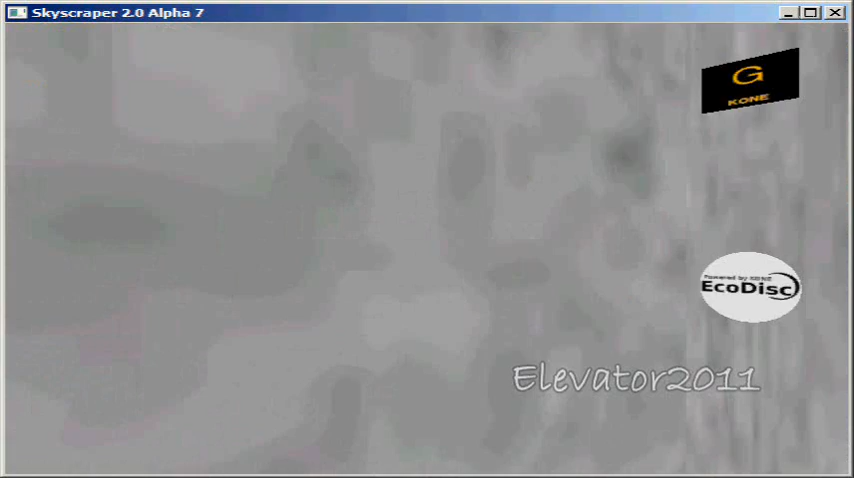 Skyscraper 2.0 Alpha 7
G
KONE
Powered by KONE
EcoDisc
Elevator2011